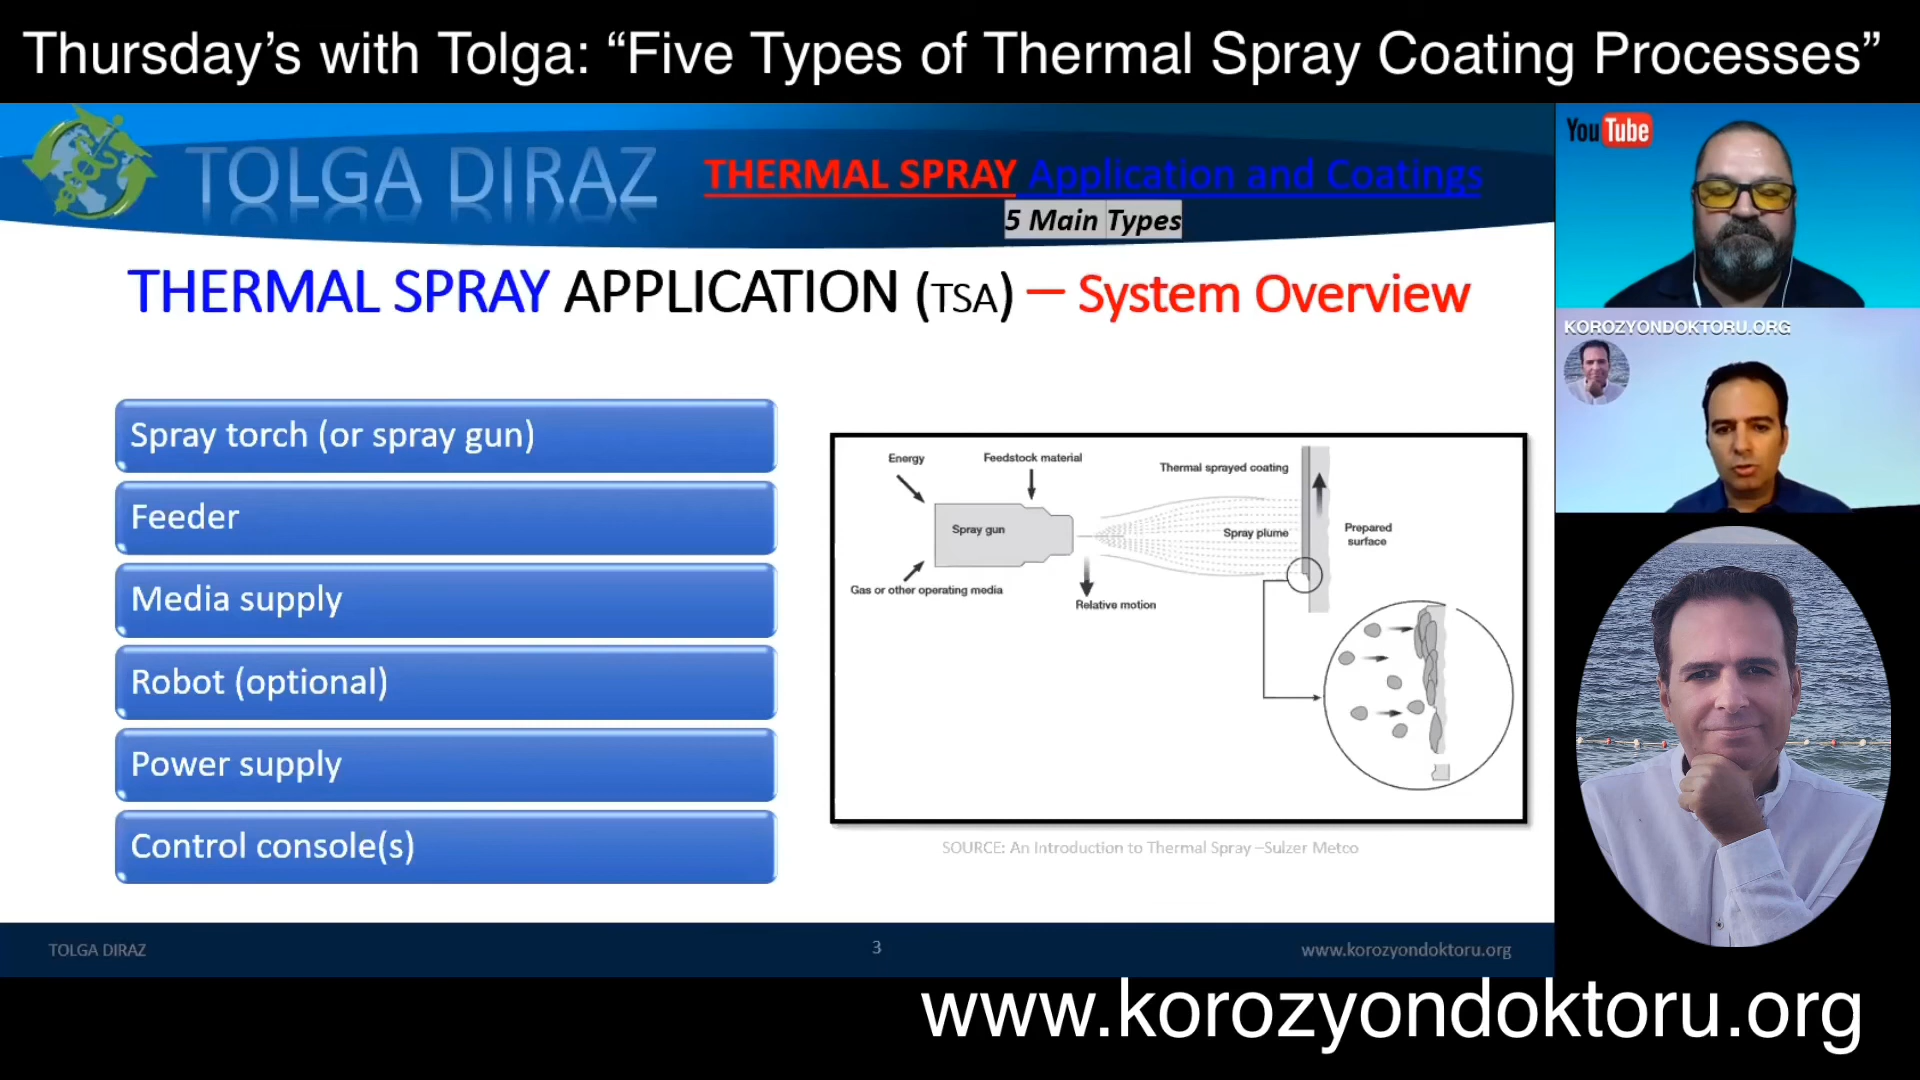 Thursday’s with Tolga: “Five Types of Thermal Spray Coating Processes”
TOLGA DIRAZ
THERMAL SPRAY Application and Coatings
5 Main Types
YouTube
KOROZYONDOKTORU.ORG
THERMAL SPRAY APPLICATION (TSA) – System Overview
Spray torch (or spray gun)
Feeder
Media supply
Robot (optional)
Power supply
Control console(s)
Energy
Feedstock material
Thermal sprayed coating
Spray gun
Spray plume
Prepared
surface
Gas or other operating media
Relative motion
SOURCE: An Introduction to Thermal Spray –Sulzer Metco
TOLGA DIRAZ
3
www.korozyondoktoru.org
www.korozyondoktoru.org